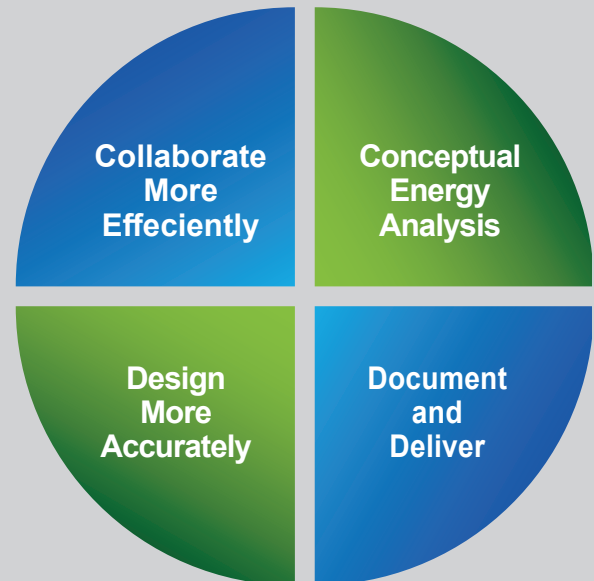 Collaborate
More
Effeciently
Conceptual
Energy
Analysis
Design
More
Accurately
Document
and
Deliver